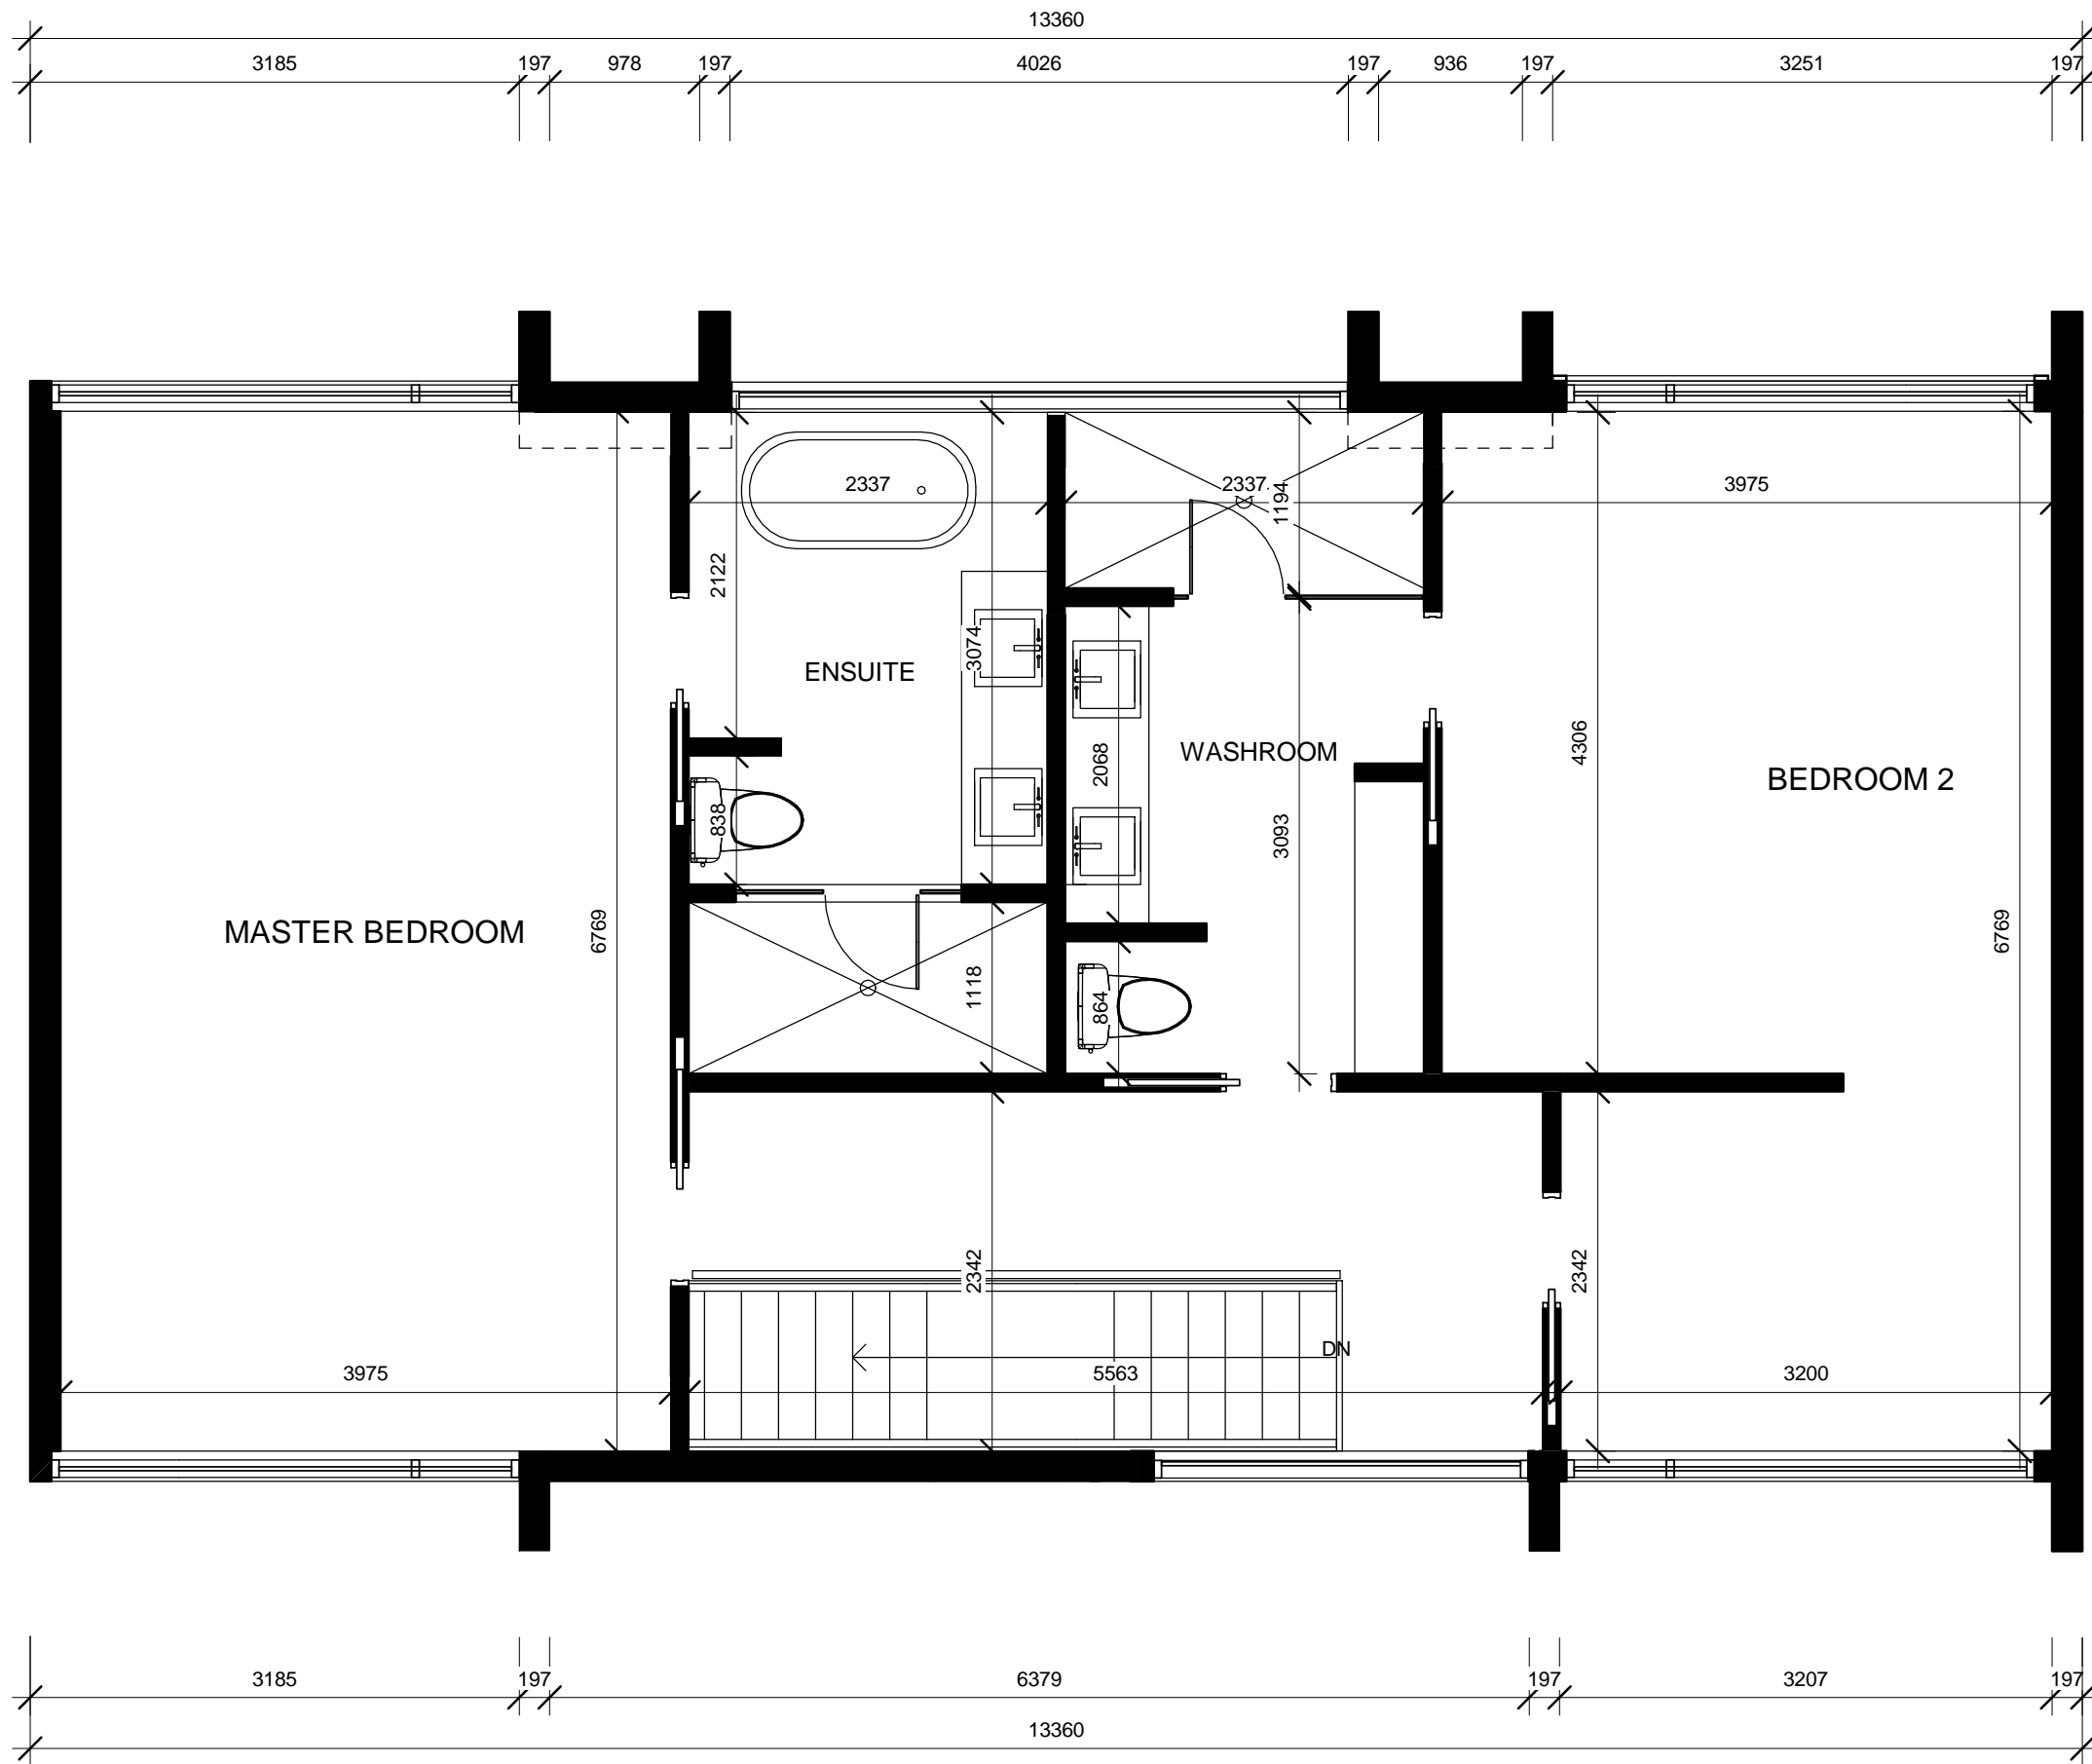 13360
3185 197 978 197 4026 197 936 197 3251 197
2337 2337 1194 3975
2122
3074
ENSUITE
4306
WASHROOM
2068
BEDROOM 2
838
3093
MASTER BEDROOM
6769
6769
1118
864
2342
2342
DN
3975 5563 3200
3185 197 6379 197 3207 197
13360